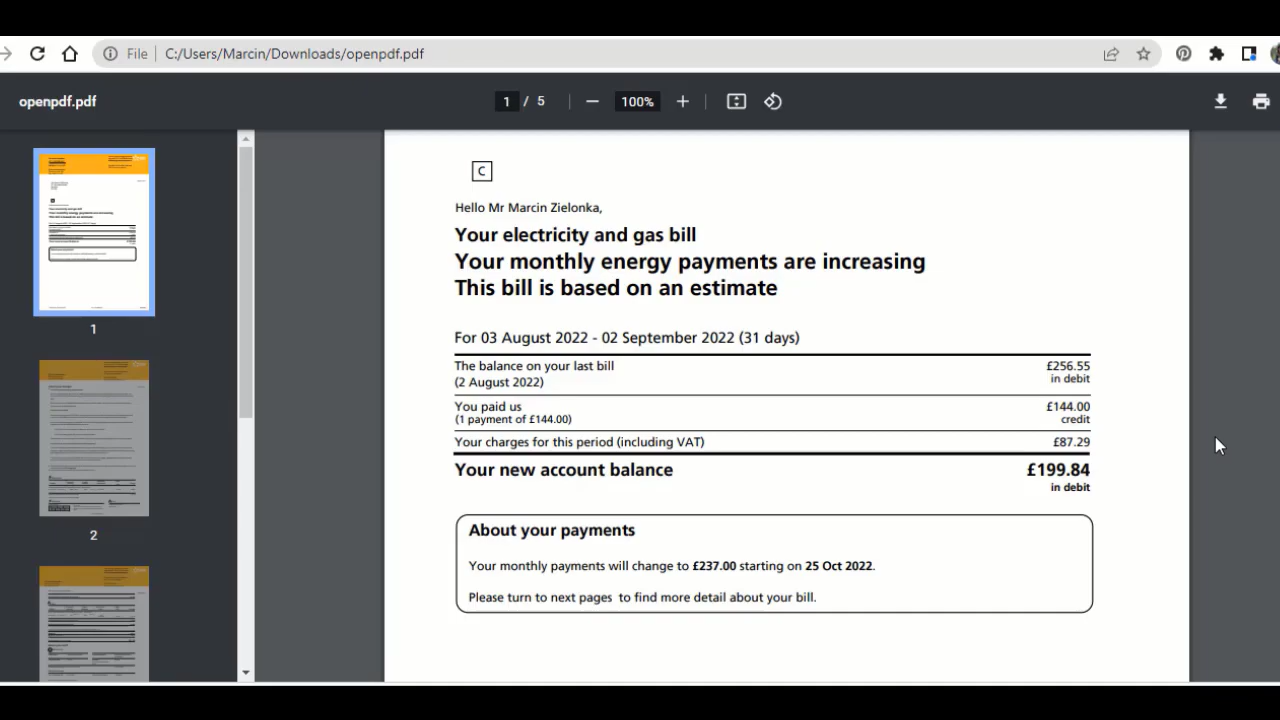 File C:/Users/Marcin/Downloads/openpdf.pdf
openpdf.pdf
1 / 5
100%
1
2
C
Hello Mr Marcin Zielonka,
Your electricity and gas bill
Your monthly energy payments are increasing
This bill is based on an estimate
For 03 August 2022 - 02 September 2022 (31 days)
The balance on your last bill £256.55
(2 August 2022) in debit
You paid us £144.00
(1 payment of £144.00) credit
Your charges for this period (including VAT) £87.29
Your new account balance £199.84
in debit
About your payments
Your monthly payments will change to £237.00 starting on 25 Oct 2022.
Please turn to next pages to find more detail about your bill.